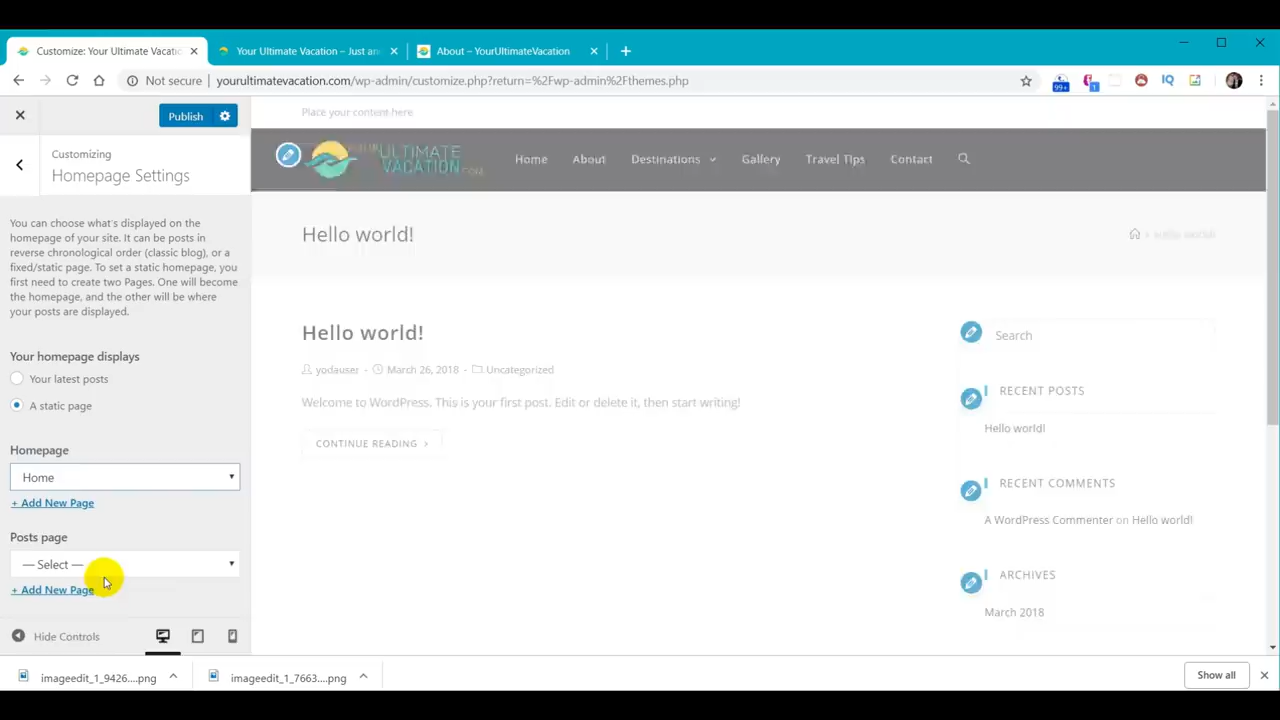 Customize: Your Ultimate Vacatio
Your Ultimate Vacation – Just an
About – YourUltimateVacation
Not secure
yourultimatevacation.com/wp-admin/customize.php?return=%2Fwp-admin%2Fthemes.php
99+
1
IQ
Publish
Customizing
Homepage Settings
You can choose what's displayed on the
homepage of your site. It can be posts in
reverse chronological order (classic blog), or a
fixed/static page. To set a static homepage, you
first need to create two Pages. One will become
the homepage, and the other will be where
your posts are displayed.
Your homepage displays
Your latest posts
A static page
Homepage
Home
+ Add New Page
Posts page
— Select —
+ Add New Page
Hide Controls
Place your content here
ULTIMATE
VACATION.COM
Home
About
Destinations
Gallery
Travel Tips
Contact
Hello world!
Hello world!
Hello world!
yodauser - March 26, 2018 - Uncategorized
Welcome to WordPress. This is your first post. Edit or delete it, then start writing!
CONTINUE READING >
Search
RECENT POSTS
Hello world!
RECENT COMMENTS
A WordPress Commenter on Hello world!
ARCHIVES
March 2018
imageedit_1_9426....png
imageedit_1_7663....png
Show all